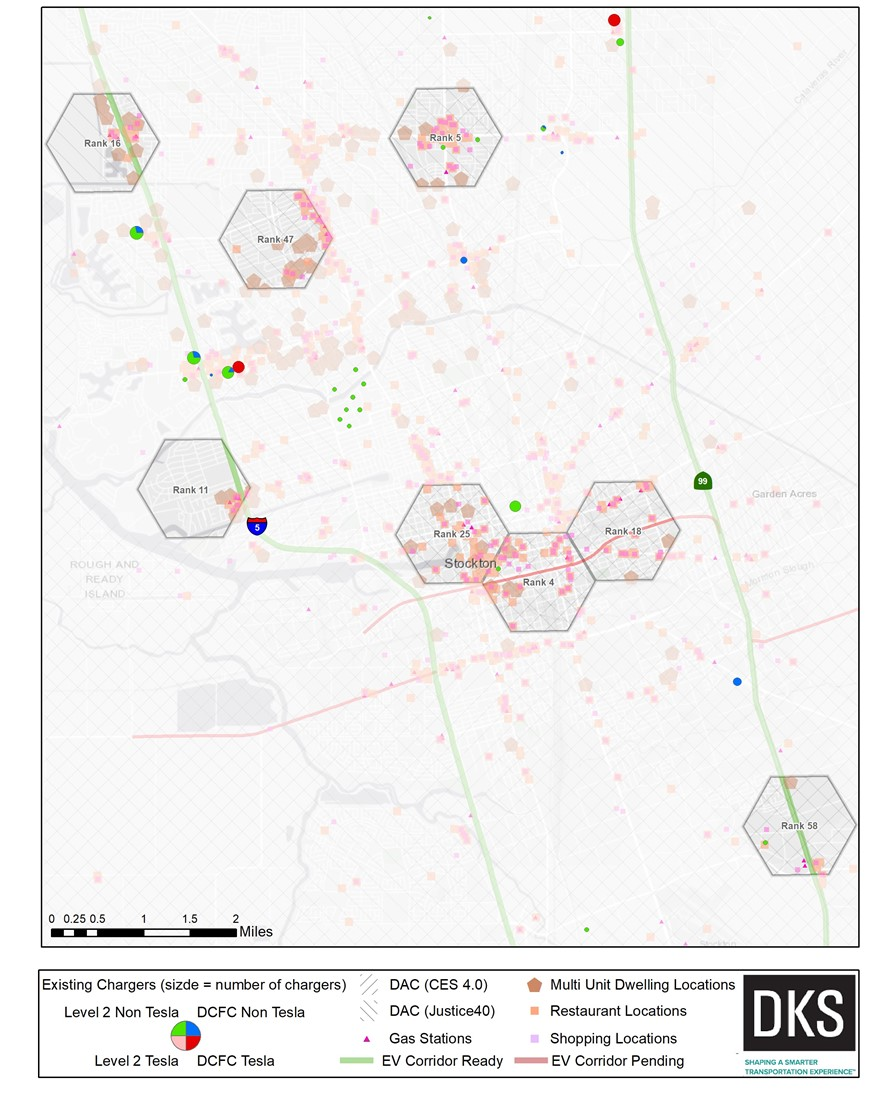 Calaveras River
Rank 16
Rank 5
Rank 47
Rank 11
99
Garden Acres
5
Rank 25
Rank 18
Stockton
ROUGH AND
READY
ISLAND
Rank 4
Rank 58
0 0.25 0.5 1 1.5 2
Miles
Stockton
Existing Chargers (sizde = number of chargers)
Level 2 Non Tesla DCFC Non Tesla
Level 2 Tesla DCFC Tesla
DAC (CES 4.0)
DAC (Justice40)
Gas Stations
EV Corridor Ready
Multi Unit Dwelling Locations
Restaurant Locations
Shopping Locations
EV Corridor Pending
DKS
SHAPING A SMARTER
TRANSPORTATION EXPERIENCE™